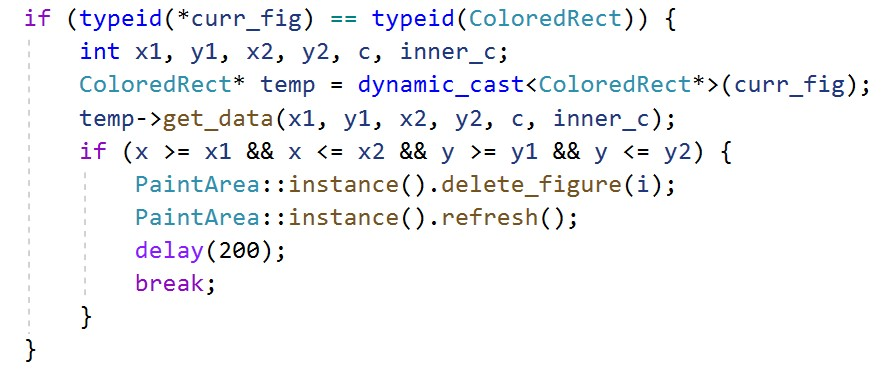 if (typeid(*curr_fig) == typeid(ColoredRect)) {
    int x1, y1, x2, y2, c, inner_c;
    ColoredRect* temp = dynamic_cast<ColoredRect*>(curr_fig);
    temp->get_data(x1, y1, x2, y2, c, inner_c);
    if (x >= x1 && x <= x2 && y >= y1 && y <= y2) {
        PaintArea::instance().delete_figure(i);
        PaintArea::instance().refresh();
        delay(200);
        break;
    }
}